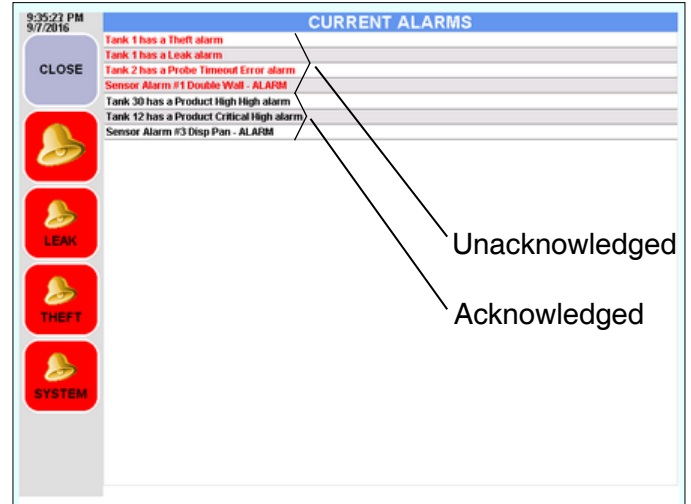 9:35:23 PM
9/7/2016
CURRENT ALARMS
CLOSE
Tank 1 has a Theft alarm
Tank 1 has a Leak alarm
Tank 2 has a Probe Timeout Error alarm
Sensor Alarm #1 Double Wall - ALARM
Tank 30 has a Product High High alarm
Tank 12 has a Product Critical High alarm
Sensor Alarm #3 Disp Pan - ALARM
LEAK
THEFT
SYSTEM
Unacknowledged
Acknowledged